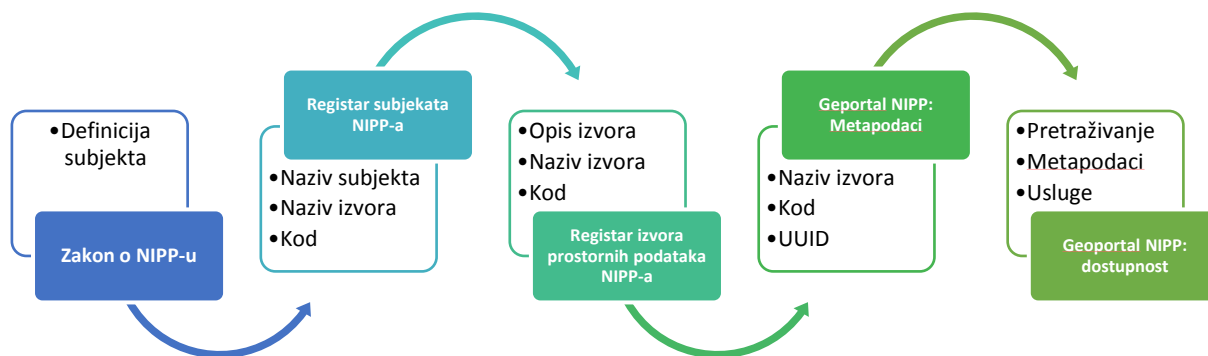 •Definicija
subjekta
Zakon o NIPP-u
Registar subjekata
NIPP-a
•Naziv subjekta
•Naziv izvora
•Kod
•Opis izvora
•Naziv izvora
•Kod
Registar izvora
prostornih podataka
NIPP-a
Geportal NIPP:
Metapodaci
•Naziv izvora
•Kod
•UUID
•Pretraživanje
•Metapodaci
•Usluge
Geoportal NIPP:
dostupnost